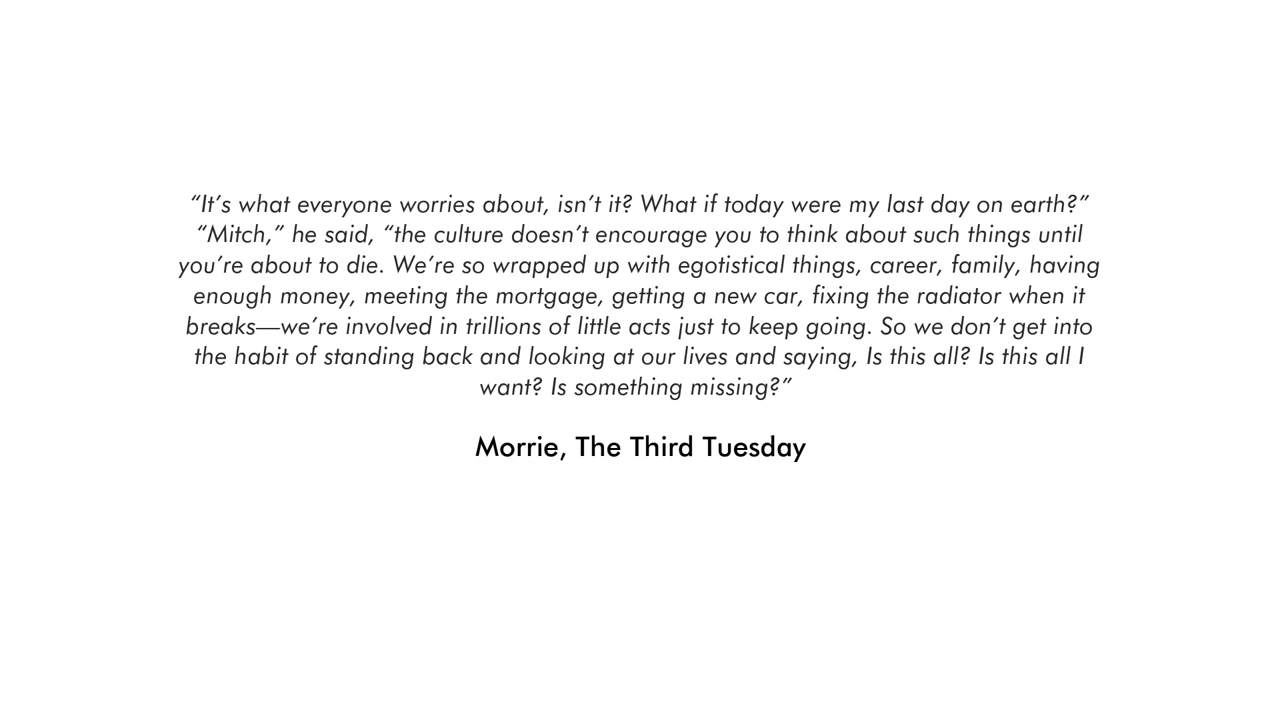 “It’s what everyone worries about, isn’t it? What if today were my last day on earth?”
“Mitch,” he said, “the culture doesn’t encourage you to think about such things until
you’re about to die. We’re so wrapped up with egotistical things, career, family, having
enough money, meeting the mortgage, getting a new car, fixing the radiator when it
breaks—we’re involved in trillions of little acts just to keep going. So we don’t get into
the habit of standing back and looking at our lives and saying, Is this all? Is this all I
want? Is something missing?”
Morrie, The Third Tuesday